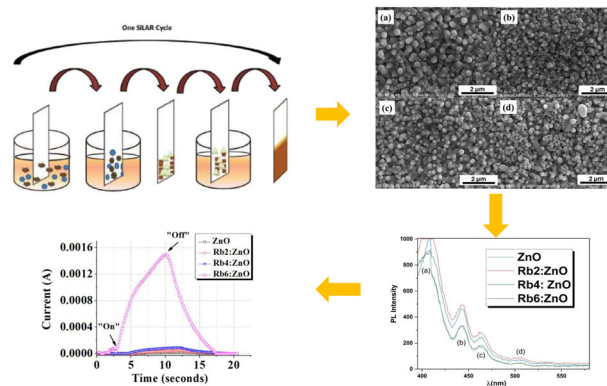 One SILAR Cycle
(a)
(b)
2 μm
2 μm
(c)
(d)
2 μm
2 μm
"Off"
ZnO
Rb2:ZnO
Rb4:ZnO
Rb6:ZnO
"On"
0.0016
0.0012
0.0008
0.0004
0.0000
Current (A)
0 5 10 15 20
Time (seconds)
1000
800
600
400
200
0
PL Intensity
ZnO
Rb2:ZnO
Rb4: ZnO
Rb6:ZnO
(a)
(b)
(c)
(d)
400 450 500 550
λ(nm)